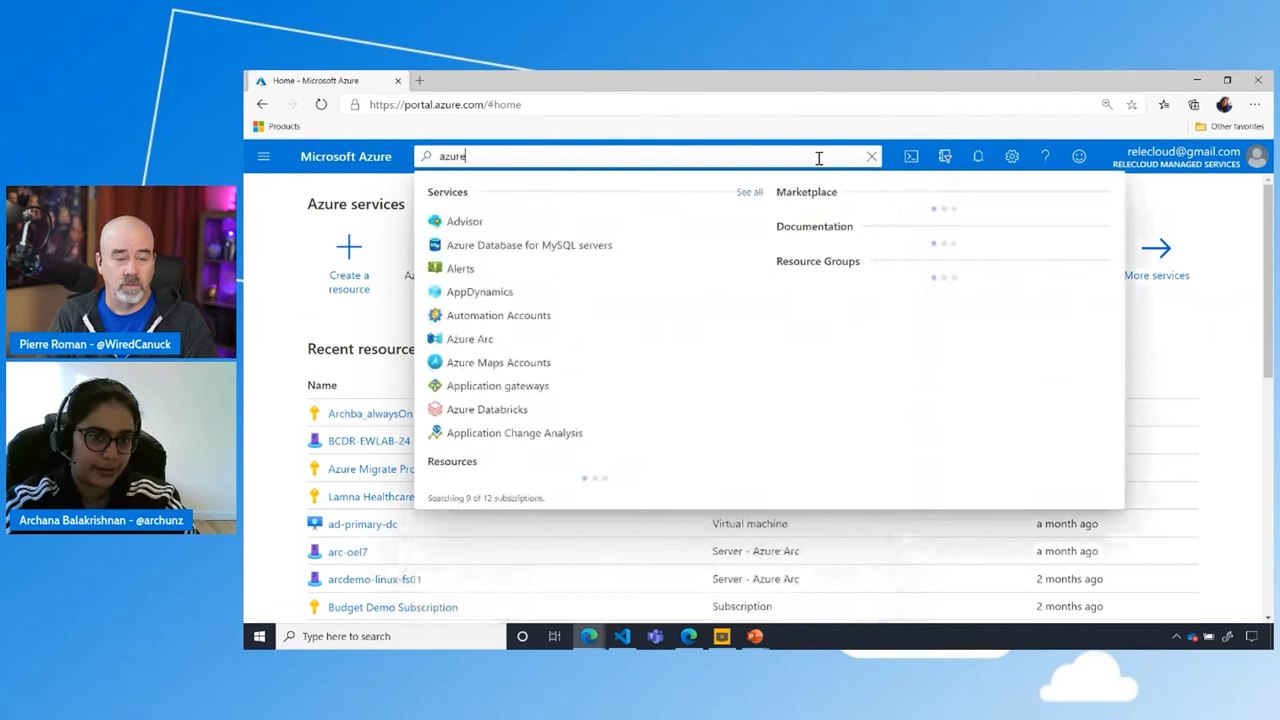 Home - Microsoft Azure
https://portal.azure.com/#home
Products
Other favorites
Microsoft Azure
azure
relecloud@gmail.com
RELECLOUD MANAGED SERVICES
Azure services
Create a
resource
More services
Services
See all
Advisor
Azure Database for MySQL servers
Alerts
AppDynamics
Automation Accounts
Azure Arc
Azure Maps Accounts
Application gateways
Azure Databricks
Application Change Analysis
Resources
Searching 9 of 12 subscriptions.
Marketplace
Documentation
Resource Groups
Recent resource
Name
Archba_alwaysOn
BCDR-EWLAB-24
Azure Migrate Pro
Lamna Healthcare
ad-primary-dc Virtual machine a month ago
arc-oel7 Server - Azure Arc a month ago
arcdemo-linux-fs01 Server - Azure Arc 2 months ago
Budget Demo Subscription Subscription 2 months ago
Type here to search
Pierre Roman - @WiredCanuck
Archana Balakrishnan - @archunz